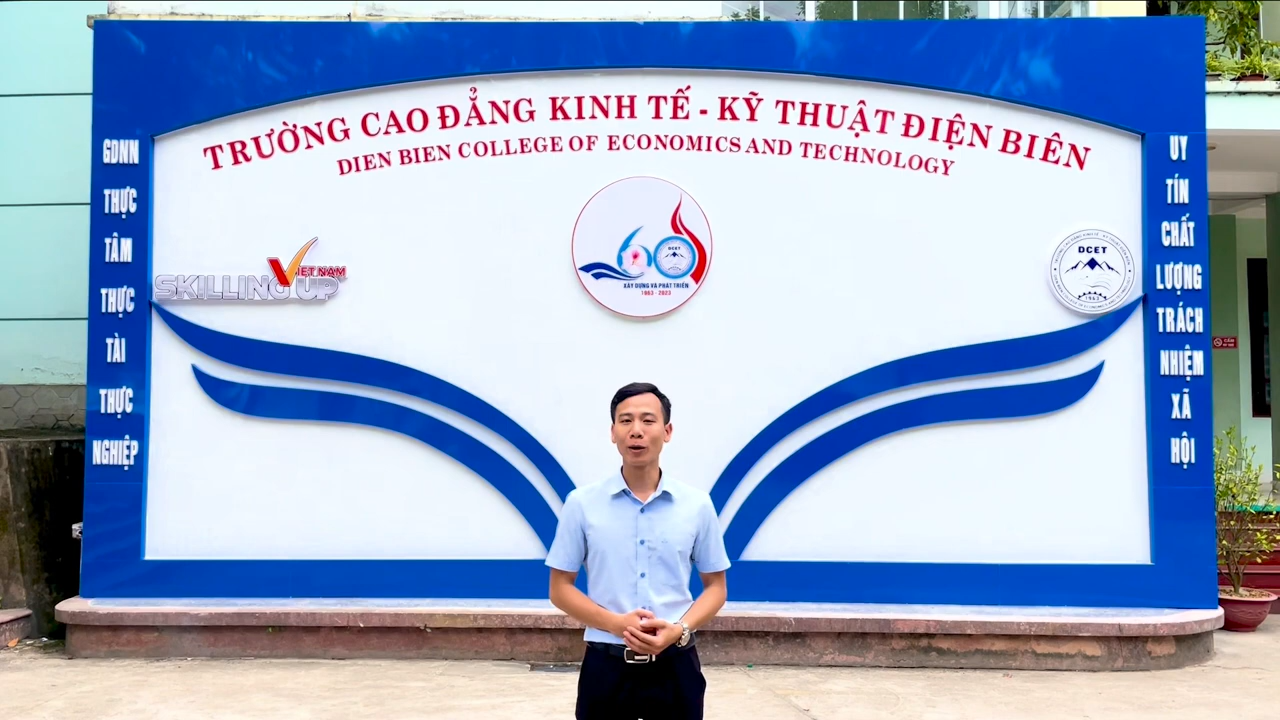 TRƯỜNG CAO ĐẲNG KINH TẾ - KỸ THUẬT ĐIỆN BIÊN
DIEN BIEN COLLEGE OF ECONOMICS AND TECHNOLOGY
GDNN
THỰC
TÂM
THỰC
TÀI
THỰC
NGHIỆP
SKILLING UP
VIỆT NAM
60
DCET
XÂY DỰNG VÀ PHÁT TRIỂN
1963 - 2023
DCET
1963
UY
TÍN
CHẤT
LƯỢNG
TRÁCH
NHIỆM
XÃ
HỘI